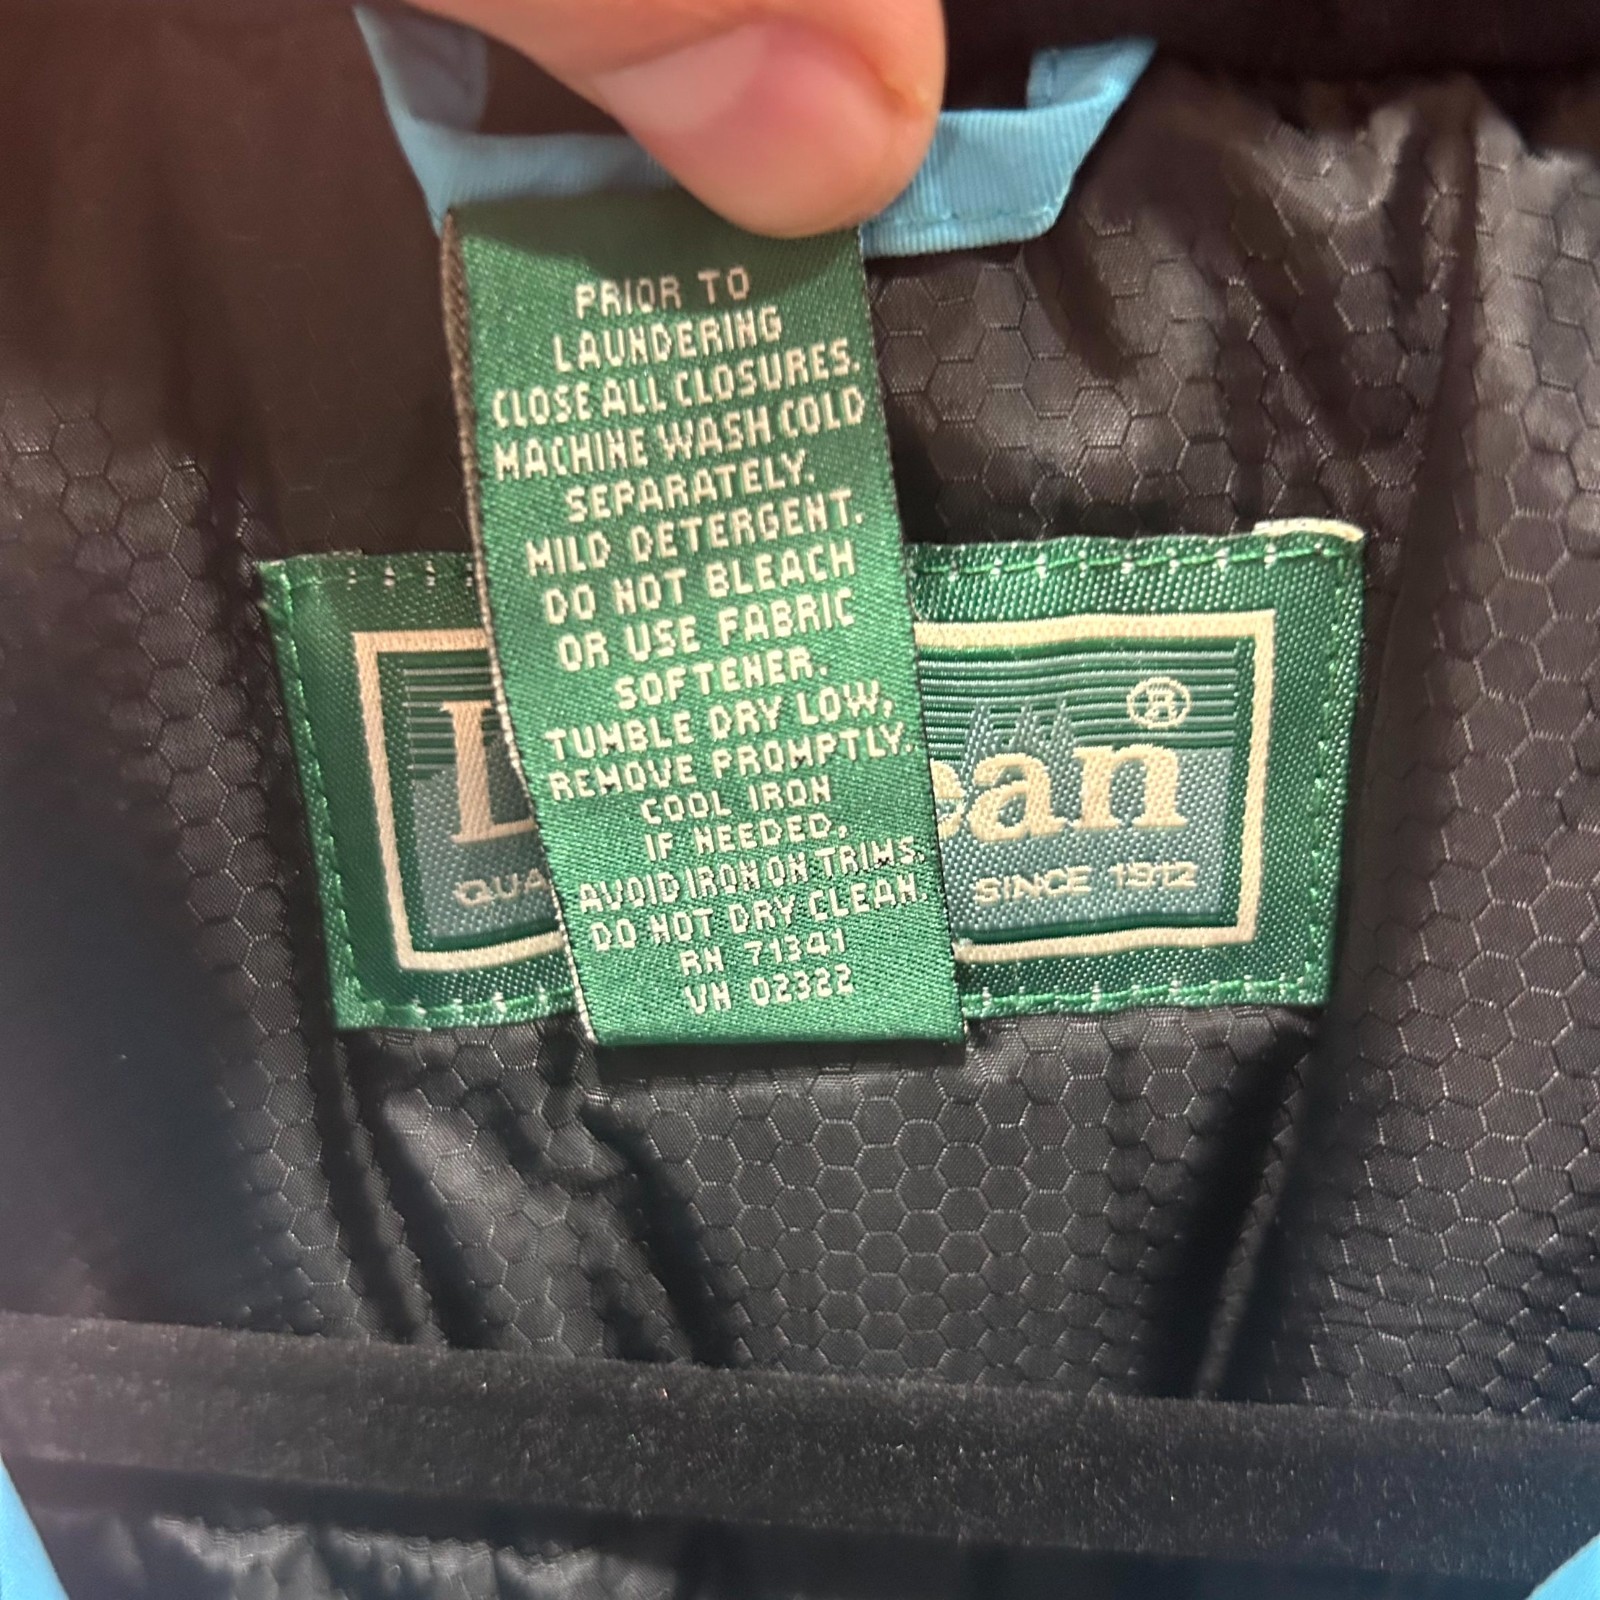 PRIOR TO
LAUNDERING
CLOSE ALL CLOSURES.
MACHINE WASH COLD
SEPARATELY.
MILD DETERGENT.
DO NOT BLEACH
OR USE FABRIC
SOFTENER.
TUMBLE DRY LOW,
REMOVE PROMPTLY.
COOL IRON
IF NEEDED,
AVOID IRON ON TRIMS.
DO NOT DRY CLEAN.
RN 71341
VN 02322
ean ®
SINCE 1912